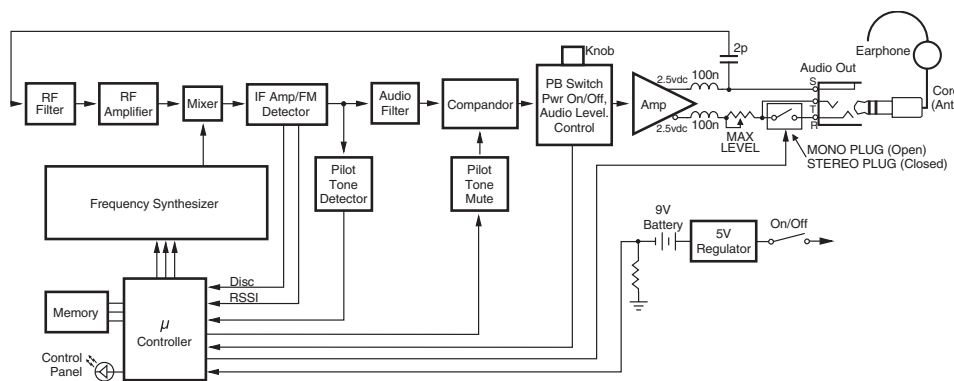 Knob
2p
Earphone
Audio Out
RF
Filter
RF
Amplifier
Mixer
IF Amp/FM
Detector
Audio
Filter
Compandor
PB Switch
Pwr On/Off,
Audio Level.
Control
Amp
2.5vdc
100n
2.5vdc
100n
MAX
LEVEL
S
T
R
Cord
(Ant
MONO PLUG (Open)
STEREO PLUG (Closed)
Frequency Synthesizer
Pilot
Tone
Detector
Pilot
Tone
Mute
9V
Battery
5V
Regulator
On/Off
Memory
µ
Controller
Disc
RSSI
Control
Panel